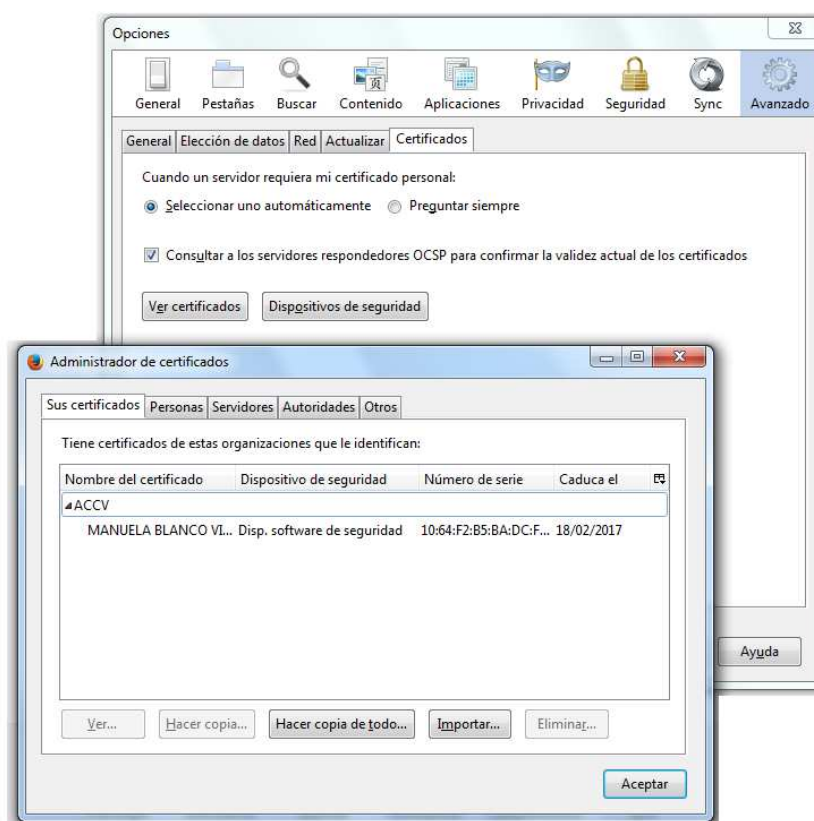 Opciones
General Pestañas Buscar Contenido Aplicaciones Privacidad Seguridad Sync Avanzado
General Elección de datos Red Actualizar Certificados
Cuando un servidor requiera mi certificado personal:
Seleccionar uno automáticamente Preguntar siempre
Consultar a los servidores respondedores OCSP para confirmar la validez actual de los certificados
Ver certificados Dispositivos de seguridad
Administrador de certificados
Sus certificados Personas Servidores Autoridades Otros
Tiene certificados de estas organizaciones que le identifican:
Nombre del certificado Dispositivo de seguridad Número de serie Caduca el
ACCV
MANUELA BLANCO VI... Disp. software de seguridad 10:64:F2:B5:BA:DC:F... 18/02/2017
Ayuda
Ver... Hacer copia... Hacer copia de todo... Importar... Eliminar...
Aceptar